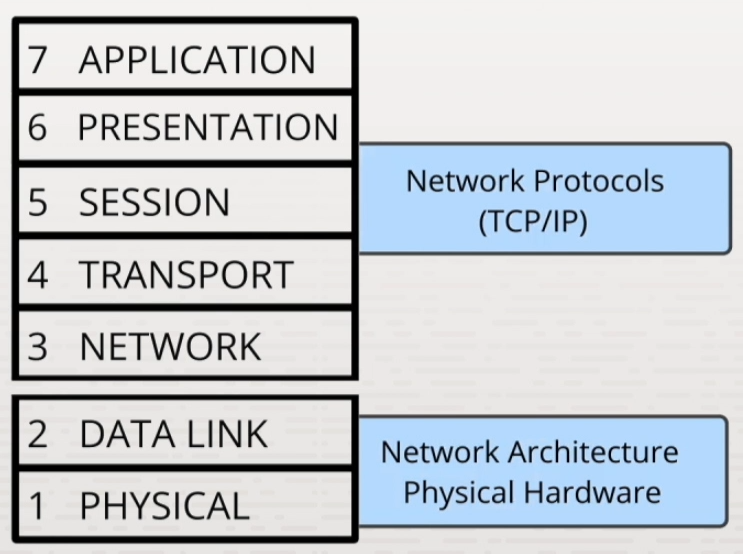 7 APPLICATION
6 PRESENTATION
5 SESSION
4 TRANSPORT
3 NETWORK
Network Protocols
(TCP/IP)
2 DATA LINK
1 PHYSICAL
Network Architecture
Physical Hardware